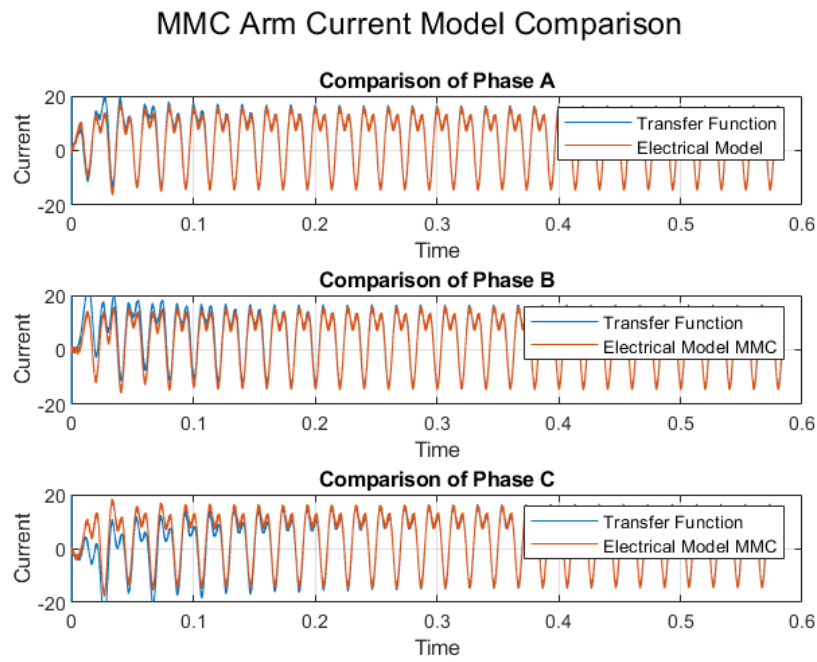 MMC Arm Current Model Comparison
Comparison of Phase A
20
0
-20
Current
Transfer Function
Electrical Model
0 0.1 0.2 0.3 0.4 0.5 0.6
Time
Comparison of Phase B
20
0
-20
Current
Transfer Function
Electrical Model MMC
0 0.1 0.2 0.3 0.4 0.5 0.6
Time
Comparison of Phase C
20
0
-20
Current
Transfer Function
Electrical Model MMC
0 0.1 0.2 0.3 0.4 0.5 0.6
Time